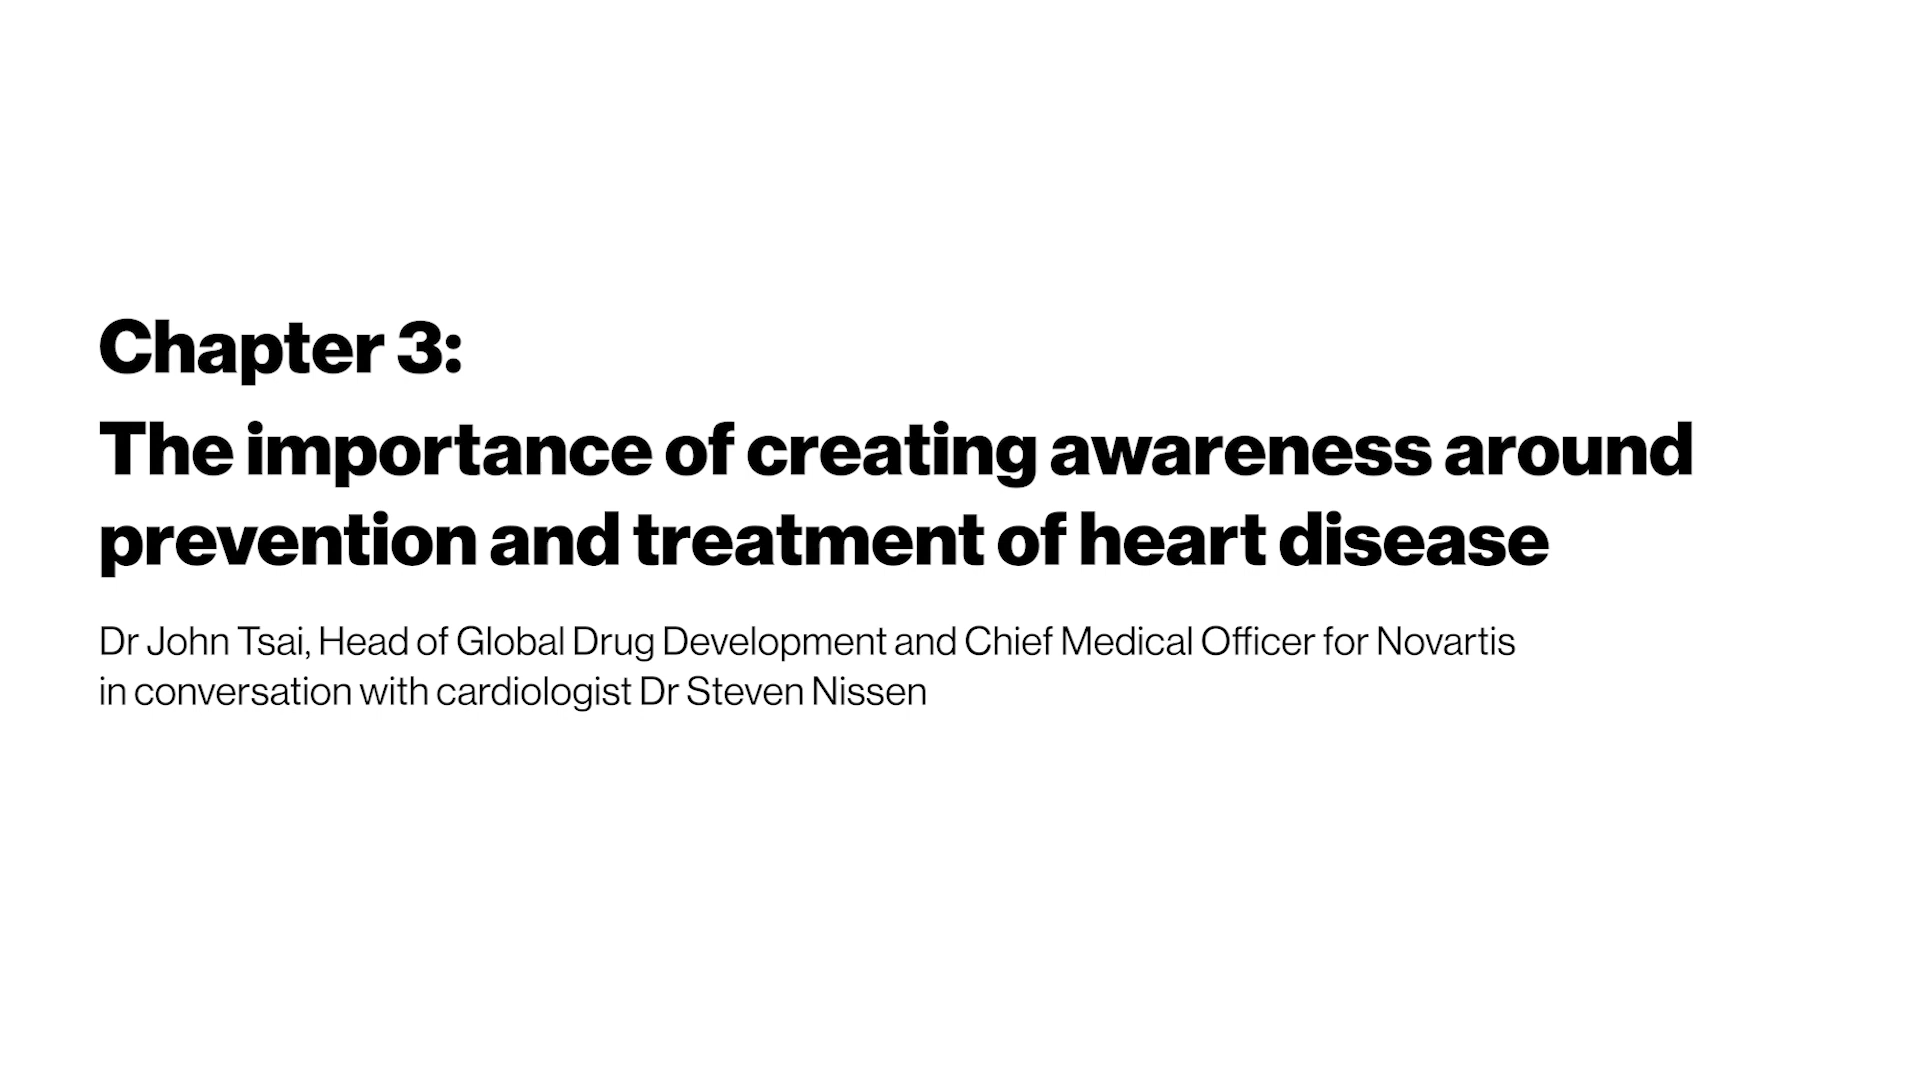 Chapter 3:
The importance of creating awareness around
prevention and treatment of heart disease
Dr John Tsai, Head of Global Drug Development and Chief Medical Officer for Novartis
in conversation with cardiologist Dr Steven Nissen